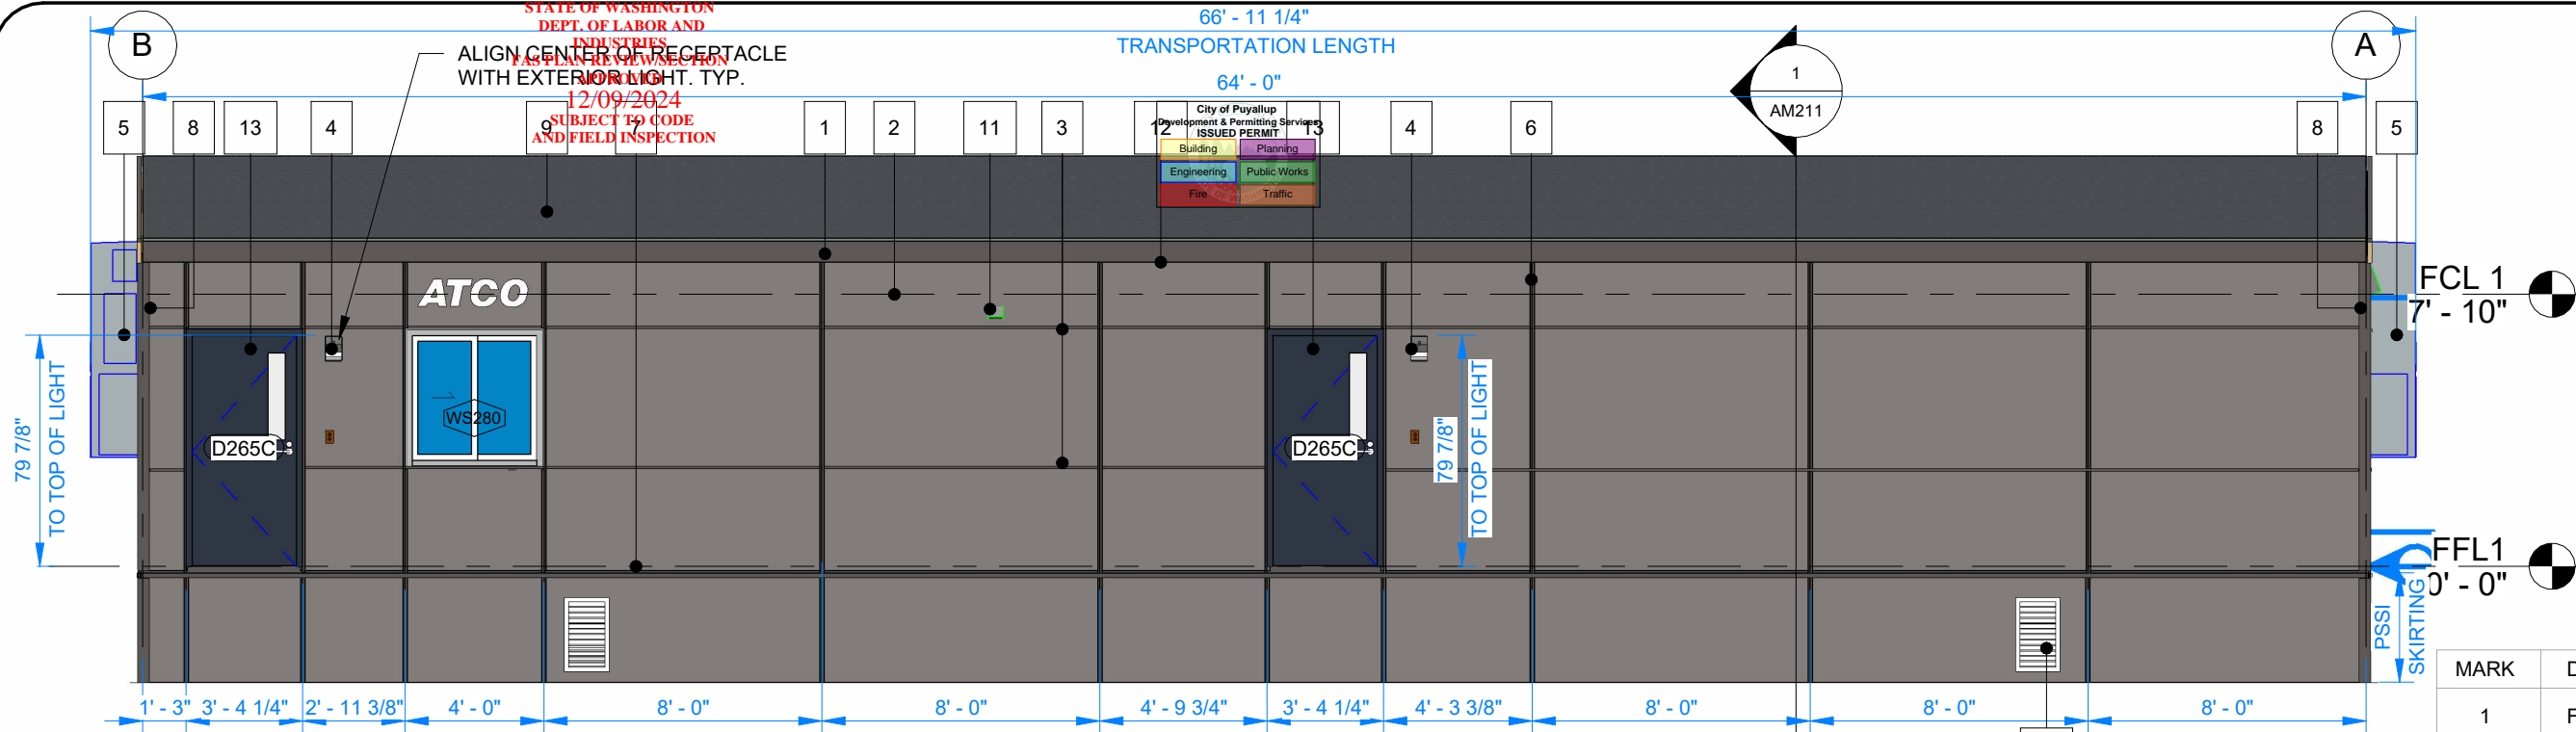 STATE OF WASHINGTON
DEPT. OF LABOR AND
INDUSTRIES
FAS PLAN REVIEW/SECTION
APPROVED
12/09/2024
SUBJECT TO CODE
AND FIELD INSPECTION
ALIGN CENTER OF RECEPTACLE
WITH EXTERIOR LIGHT. TYP.
66' - 11 1/4"
TRANSPORTATION LENGTH
64' - 0"
B
A
1
AM211
5
8
13
4
9
7
1
2
11
3
12
13
4
6
8
5
City of Puyallup
Development & Permitting Services
ISSUED PERMIT
Building
Planning
Engineering
Public Works
Fire
Traffic
ATCO
FCL 1
7' - 10"
79 7/8"
TO TOP OF LIGHT
D265C
WS280
D265C
79 7/8"
TO TOP OF LIGHT
FFL1
0' - 0"
PSSI
SKIRTING
MARK
D
1
F
1' - 3"
3' - 4 1/4"
2' - 11 3/8"
4' - 0"
8' - 0"
8' - 0"
4' - 9 3/4"
3' - 4 1/4"
4' - 3 3/8"
8' - 0"
8' - 0"
8' - 0"